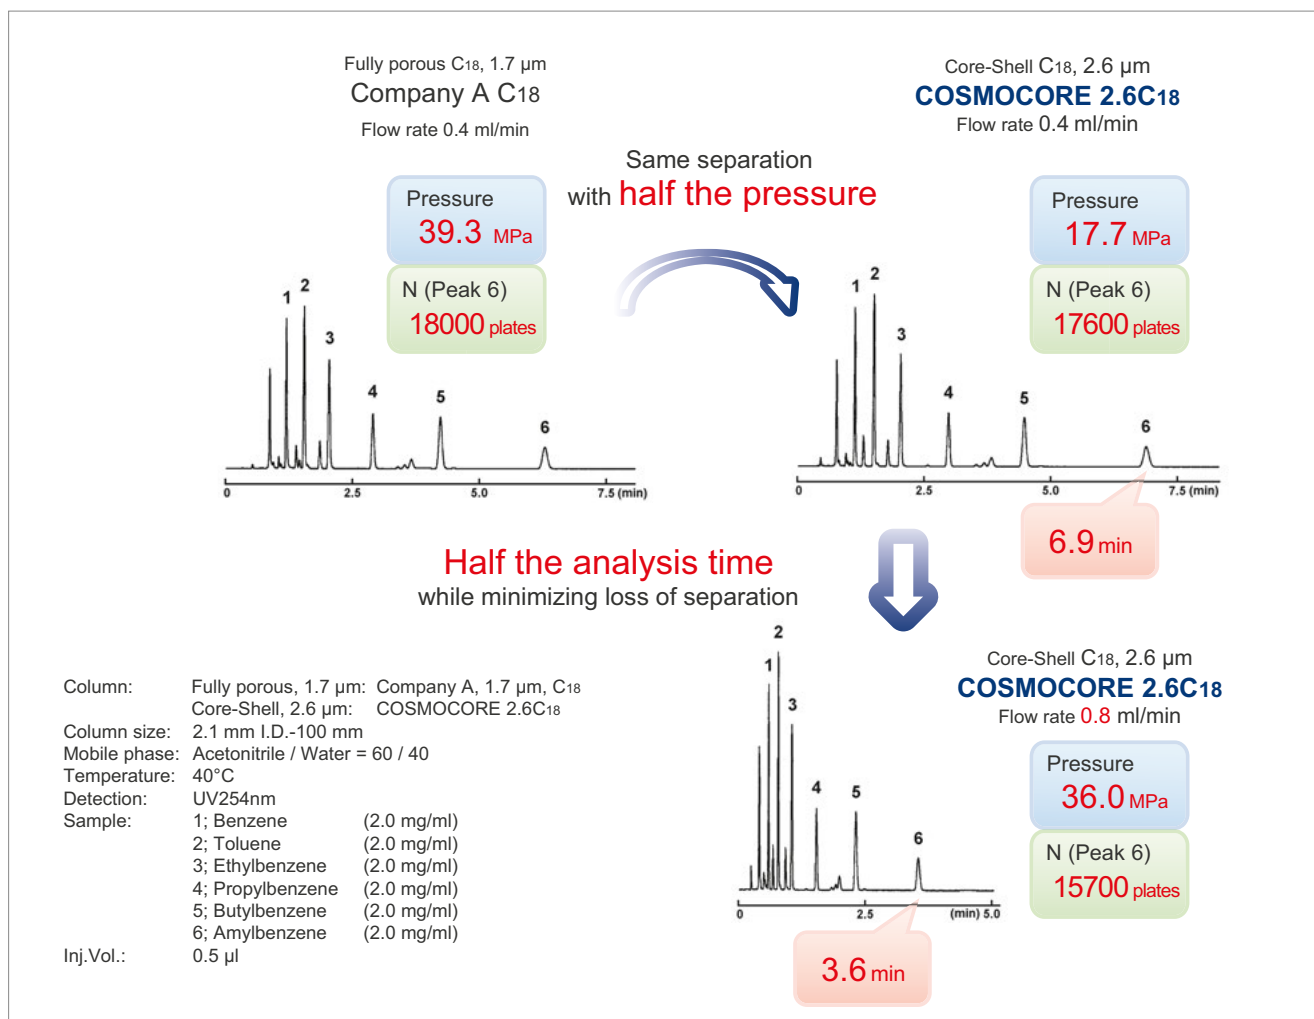 Fully porous C18, 1.7 µm
Company A C18
Flow rate 0.4 ml/min
Pressure
39.3 MPa
N (Peak 6)
18000 plates
1
2
3
4
5
6
0
2.5
5.0
7.5 (min)
Same separation
with half the pressure
Core-Shell C18, 2.6 µm
COSMOCORE 2.6C18
Flow rate 0.4 ml/min
Pressure
17.7 MPa
N (Peak 6)
17600 plates
1
2
3
4
5
6
0
2.5
5.0
7.5 (min)
6.9 min
Half the analysis time
while minimizing loss of separation
Core-Shell C18, 2.6 µm
COSMOCORE 2.6C18
Flow rate 0.8 ml/min
Pressure
36.0 MPa
N (Peak 6)
15700 plates
1
2
3
4
5
6
0
2.5
(min) 5.0
3.6 min
Column: Fully porous, 1.7 µm: Company A, 1.7 µm, C18
Core-Shell, 2.6 µm: COSMOCORE 2.6C18
Column size: 2.1 mm I.D.-100 mm
Mobile phase: Acetonitrile / Water = 60 / 40
Temperature: 40°C
Detection: UV254nm
Sample: 1; Benzene (2.0 mg/ml)
2; Toluene (2.0 mg/ml)
3; Ethylbenzene (2.0 mg/ml)
4; Propylbenzene (2.0 mg/ml)
5; Butylbenzene (2.0 mg/ml)
6; Amylbenzene (2.0 mg/ml)
Inj.Vol.: 0.5 µl